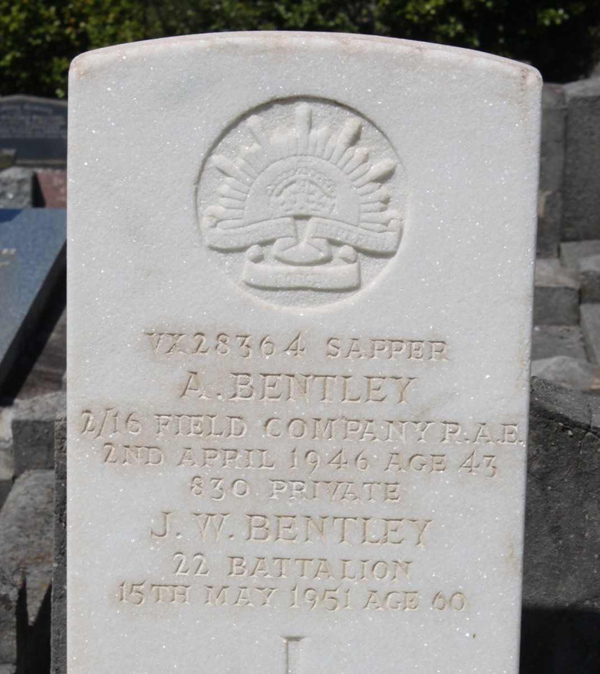 VX28364 SAPPER
A. BENTLEY
2/16 FIELD COMPANY R.A.E.
2ND APRIL 1946 AGE 43
830 PRIVATE
J. W. BENTLEY
22 BATTALION
15TH MAY 1951 AGE 60